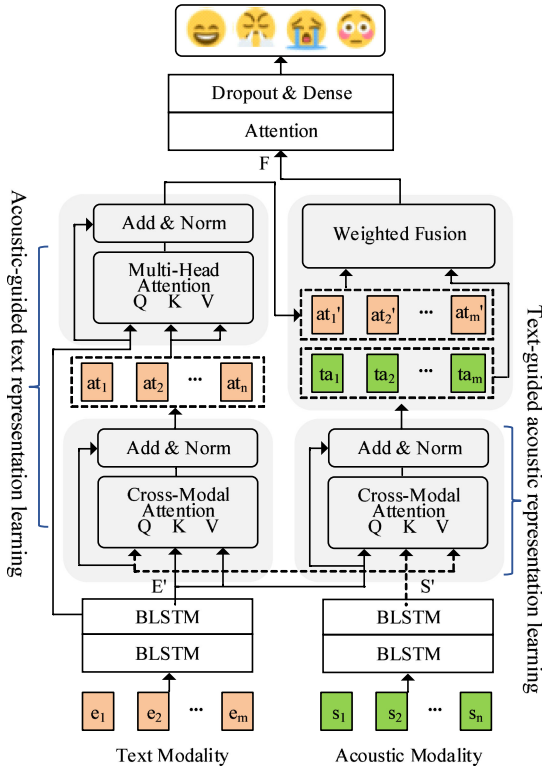 Dropout & Dense
Attention
F
Add & Norm
Multi-Head
Attention
Q K V
Weighted Fusion
at1' at2' ··· atm'
ta1 ta2 ··· tam
at1 at2 ··· atn
Acoustic-guided text representation learning
Text-guided acoustic representation learning
Add & Norm
Cross-Modal
Attention
Q K V
Add & Norm
Cross-Modal
Attention
Q K V
E'
S'
BLSTM
BLSTM
BLSTM
BLSTM
e1 e2 ··· em
s1 s2 ··· sn
Text Modality
Acoustic Modality